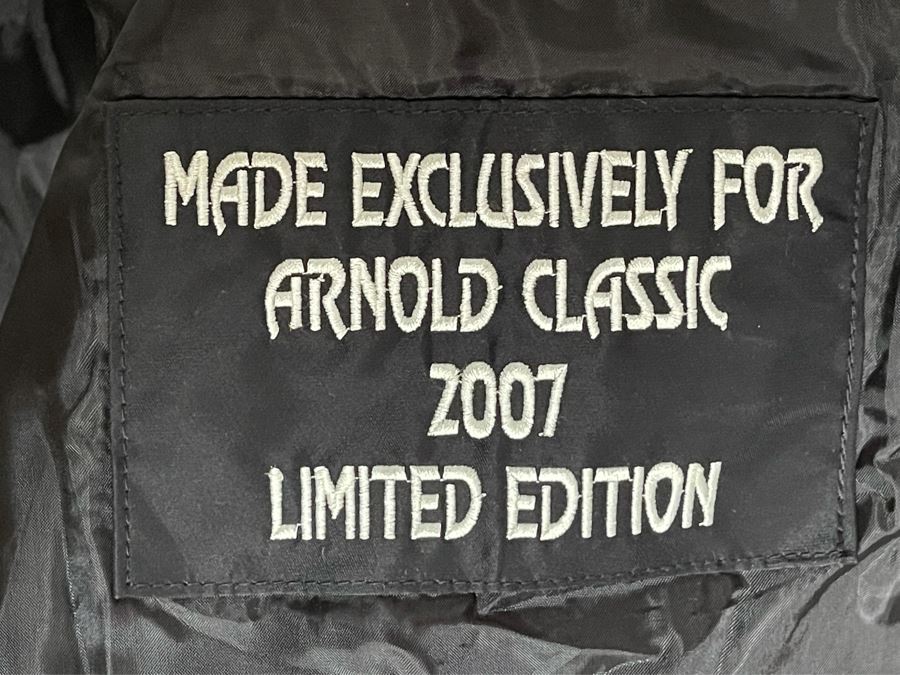 MADE EXCLUSIVELY FOR
ARNOLD CLASSIC
2007
LIMITED EDITION